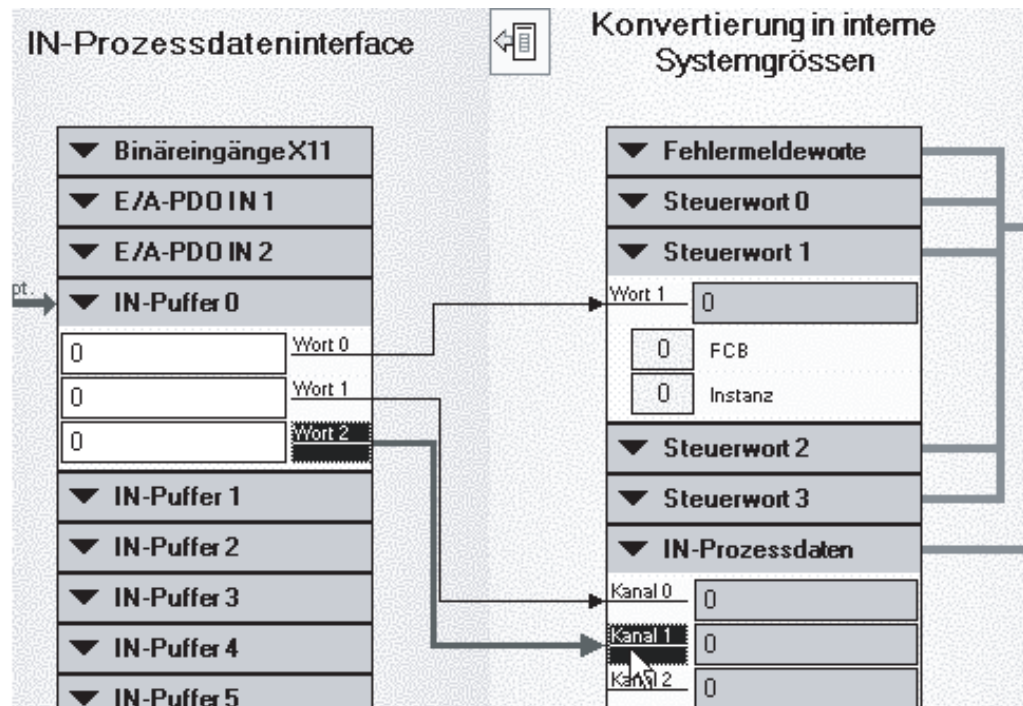 IN-Prozessdateninterface
Konvertierung in interne
Systemgrössen
Binäreingänge X11
E/A-PDO IN 1
E/A-PDO IN 2
pt.
IN-Puffer 0
0
Wort 0
0
Wort 1
0
Wort 2
IN-Puffer 1
IN-Puffer 2
IN-Puffer 3
IN-Puffer 4
IN-Puffer 5
Fehlermeldeworte
Steuerwort 0
Steuerwort 1
Wort 1
0
0 FCB
0 Instanz
Steuerwort 2
Steuerwort 3
IN-Prozessdaten
Kanal 0
0
Kanal 1
0
Kanal 2
0